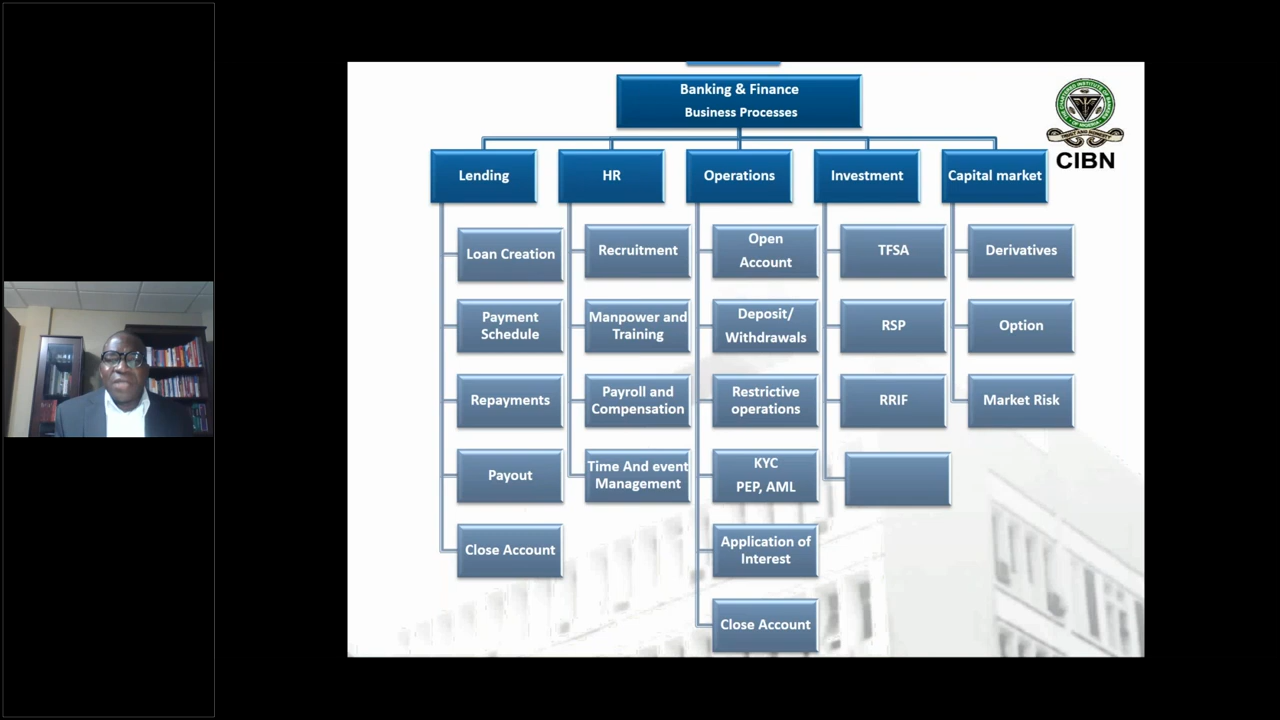 Banking & Finance
Business Processes
CIBN
Lending
HR
Operations
Investment
Capital market
Loan Creation
Payment
Schedule
Repayments
Payout
Close Account
Recruitment
Manpower and
Training
Payroll and
Compensation
Time And event
Management
Open
Account
Deposit/
Withdrawals
Restrictive
operations
KYC
PEP, AML
Application of
Interest
Close Account
TFSA
RSP
RRIF
Derivatives
Option
Market Risk